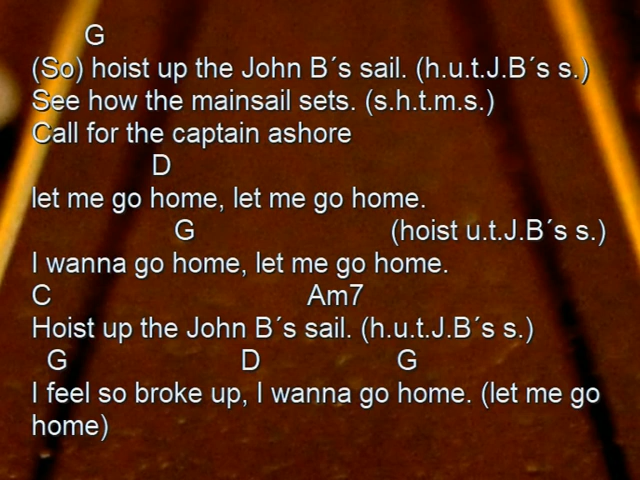 G
(So) hoist up the John B´s sail. (h.u.t.J.B´s s.)
See how the mainsail sets. (s.h.t.m.s.)
Call for the captain ashore
D
let me go home, let me go home.
G (hoist u.t.J.B´s s.)
I wanna go home, let me go home.
C Am7
Hoist up the John B´s sail. (h.u.t.J.B´s s.)
G D G
I feel so broke up, I wanna go home. (let me go
home)